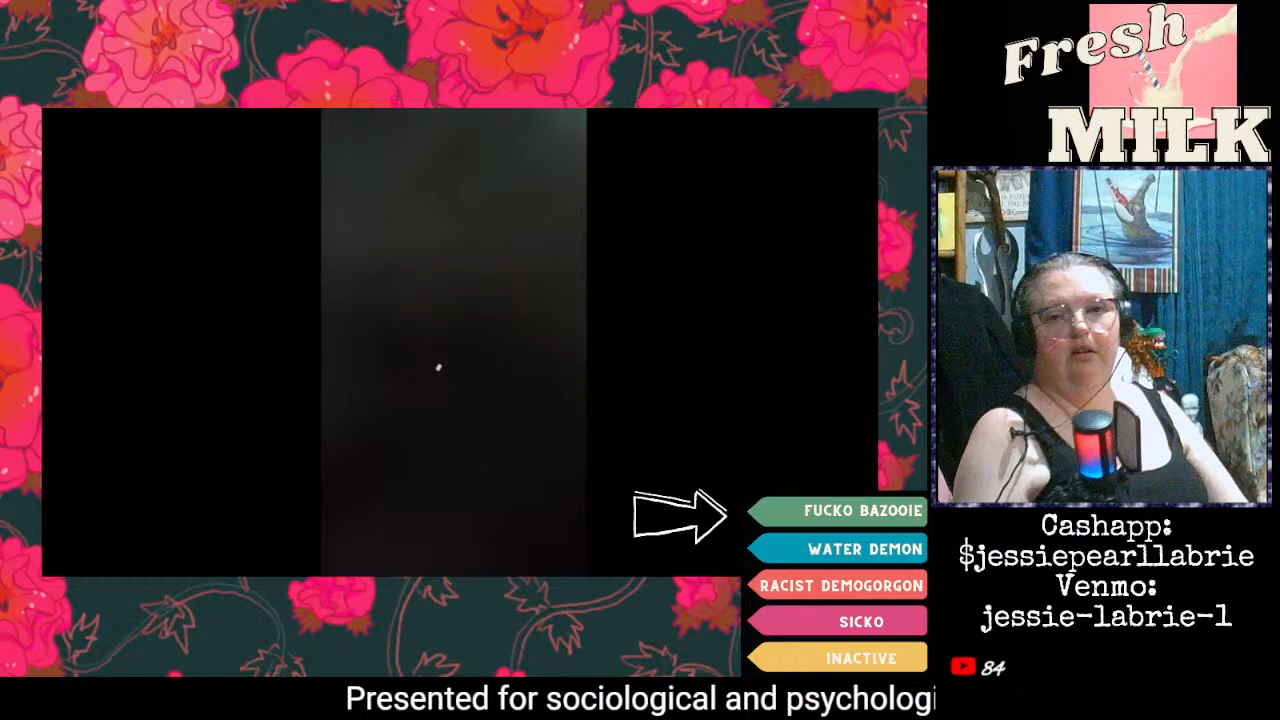 Fresh
MILK
FUCKO BAZOOIE
WATER DEMON
RACIST DEMOGORGON
SICKO
INACTIVE
Cashapp:
$jessiepearllabrie
Venmo:
jessie-labrie-1
84
Presented for sociological and psychologi